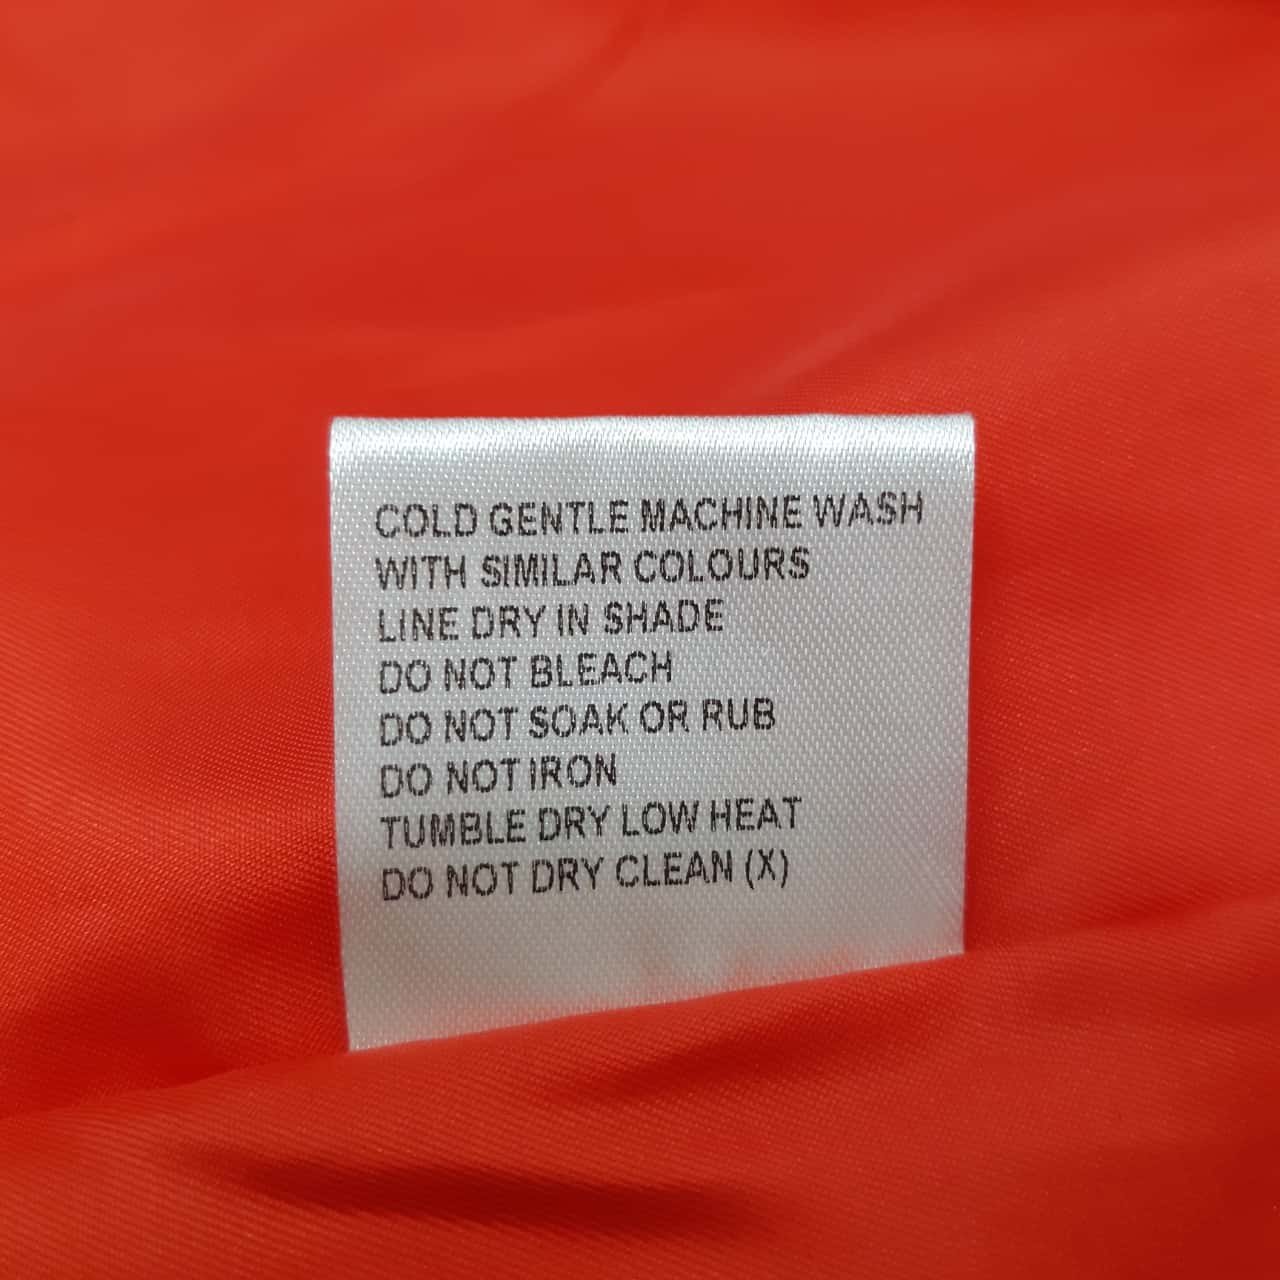 COLD GENTLE MACHINE WASH
WITH SIMILAR COLOURS
LINE DRY IN SHADE
DO NOT BLEACH
DO NOT SOAK OR RUB
DO NOT IRON
TUMBLE DRY LOW HEAT
DO NOT DRY CLEAN (X)